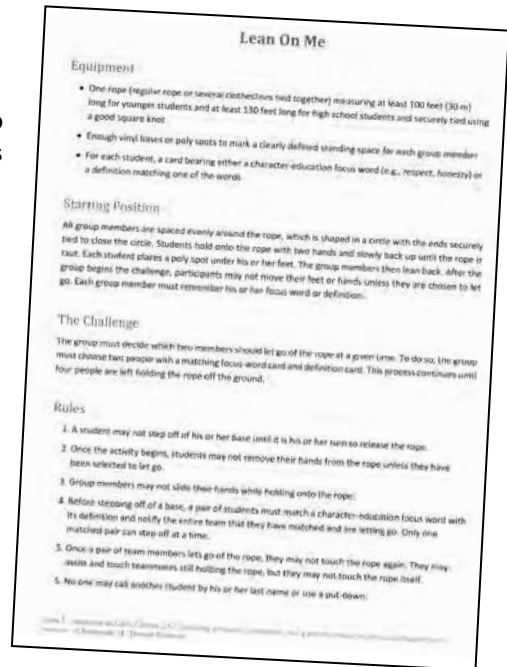 Lean On Me
Equipment
• One rope (regular rope or several clotheslines tied together) measuring at least 100 feet (30 m)
long for younger students and at least 130 feet long for high school students and securely tied using
a good square knot
• Enough vinyl bases or poly spots to mark a clearly defined standing space for each group member
• For each student, a card bearing either a character-education focus word (e.g., respect, honesty) or
a definition matching one of the words
Starting Position
All group members are spaced evenly around the rope, which is shaped in a circle with the ends securely
tied to close the circle. Students hold onto the rope with two hands and slowly back up until the rope is
taut. Each student places a poly spot under his or her feet. The group members then lean back. After the
group begins the challenge, participants may not move their feet or hands unless they are chosen to let
go. Each group member must remember his or her focus word or definition.
The Challenge
The group must decide which two members should let go of the rope at a given time. To do so, the group
must choose two people with a matching focus-word card and definition card. This process continues until
four people are left holding the rope off the ground.
Rules
1. A student may not step off of his or her base until it is his or her turn to release the rope.
2. Once the activity begins, students may not remove their hands from the rope unless they have
been selected to let go.
3. Group members may not slide their hands while holding onto the rope.
4. Before stepping off of a base, a pair of students must match a character-education focus word with
its definition and notify the entire team that they have matched and are letting go. Only one
matched pair can step off at a time.
5. Once a pair of team members lets go of the rope, they may not touch the rope again. They may
assist and touch teammates still holding the rope, but they may not touch the rope itself.
6. No one may call another student by his or her last name or use a put-down.